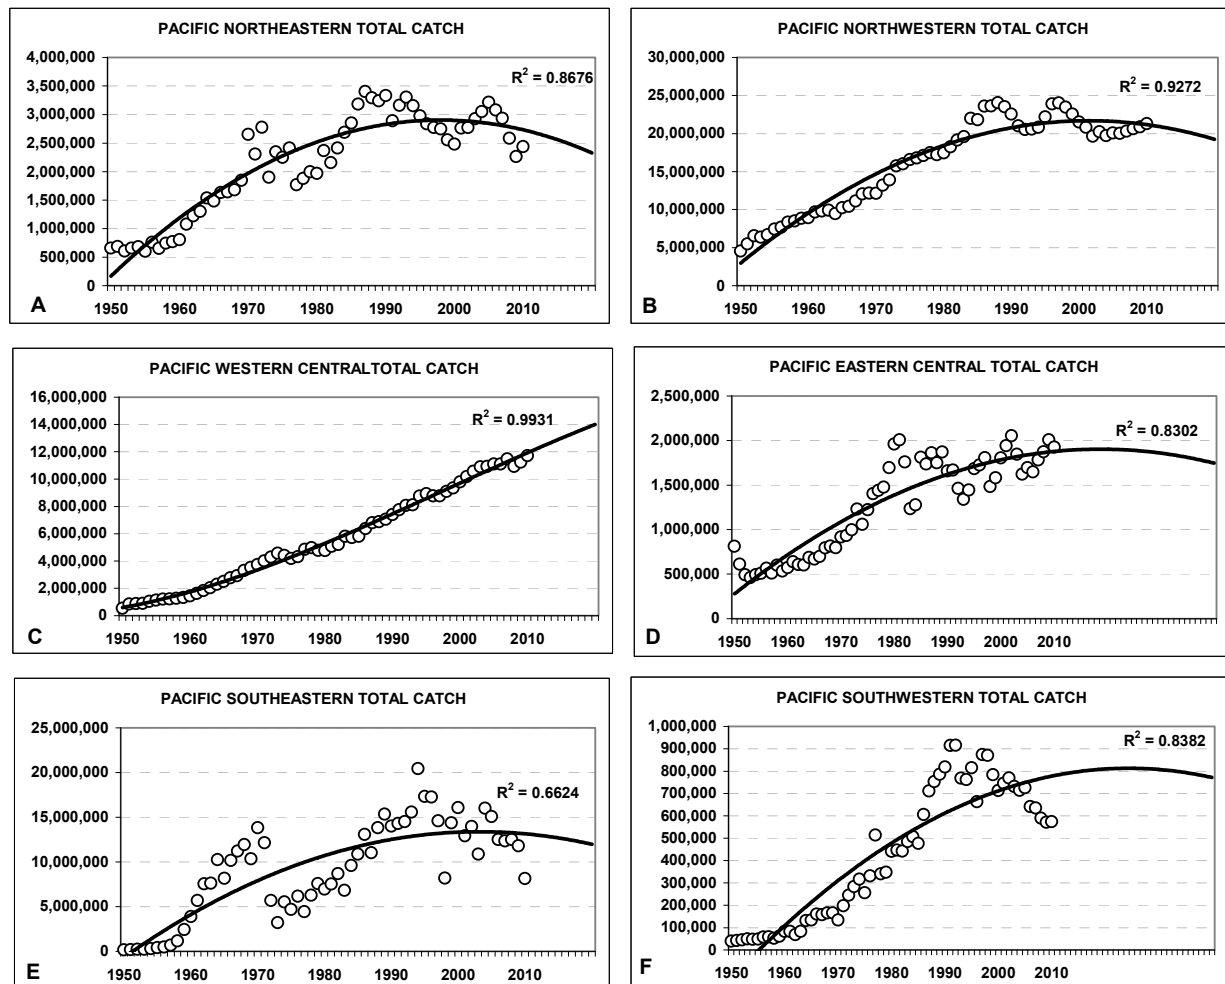 PACIFIC NORTHEASTERN TOTAL CATCH
4,000,000
3,500,000
3,000,000
2,500,000
2,000,000
1,500,000
1,000,000
500,000
0
R² = 0.8676
1950 1960 1970 1980 1990 2000 2010
A
PACIFIC NORTHWESTERN TOTAL CATCH
30,000,000
25,000,000
20,000,000
15,000,000
10,000,000
5,000,000
0
R² = 0.9272
1950 1960 1970 1980 1990 2000 2010
B
PACIFIC WESTERN CENTRALTOTAL CATCH
16,000,000
14,000,000
12,000,000
10,000,000
8,000,000
6,000,000
4,000,000
2,000,000
0
R² = 0.9931
1950 1960 1970 1980 1990 2000 2010
C
PACIFIC EASTERN CENTRAL TOTAL CATCH
2,500,000
2,000,000
1,500,000
1,000,000
500,000
0
R² = 0.8302
1950 1960 1970 1980 1990 2000 2010
D
PACIFIC SOUTHEASTERN TOTAL CATCH
25,000,000
20,000,000
15,000,000
10,000,000
5,000,000
0
R² = 0.6624
1950 1960 1970 1980 1990 2000 2010
E
PACIFIC SOUTHWESTERN TOTAL CATCH
1,000,000
900,000
800,000
700,000
600,000
500,000
400,000
300,000
200,000
100,000
0
R² = 0.8382
1950 1960 1970 1980 1990 2000 2010
F